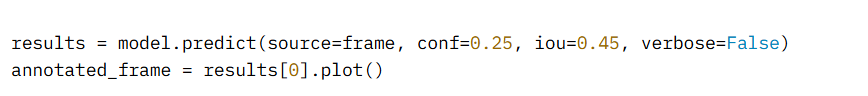 results = model.predict(source=frame, conf=0.25, iou=0.45, verbose=False)
annotated_frame = results[0].plot()